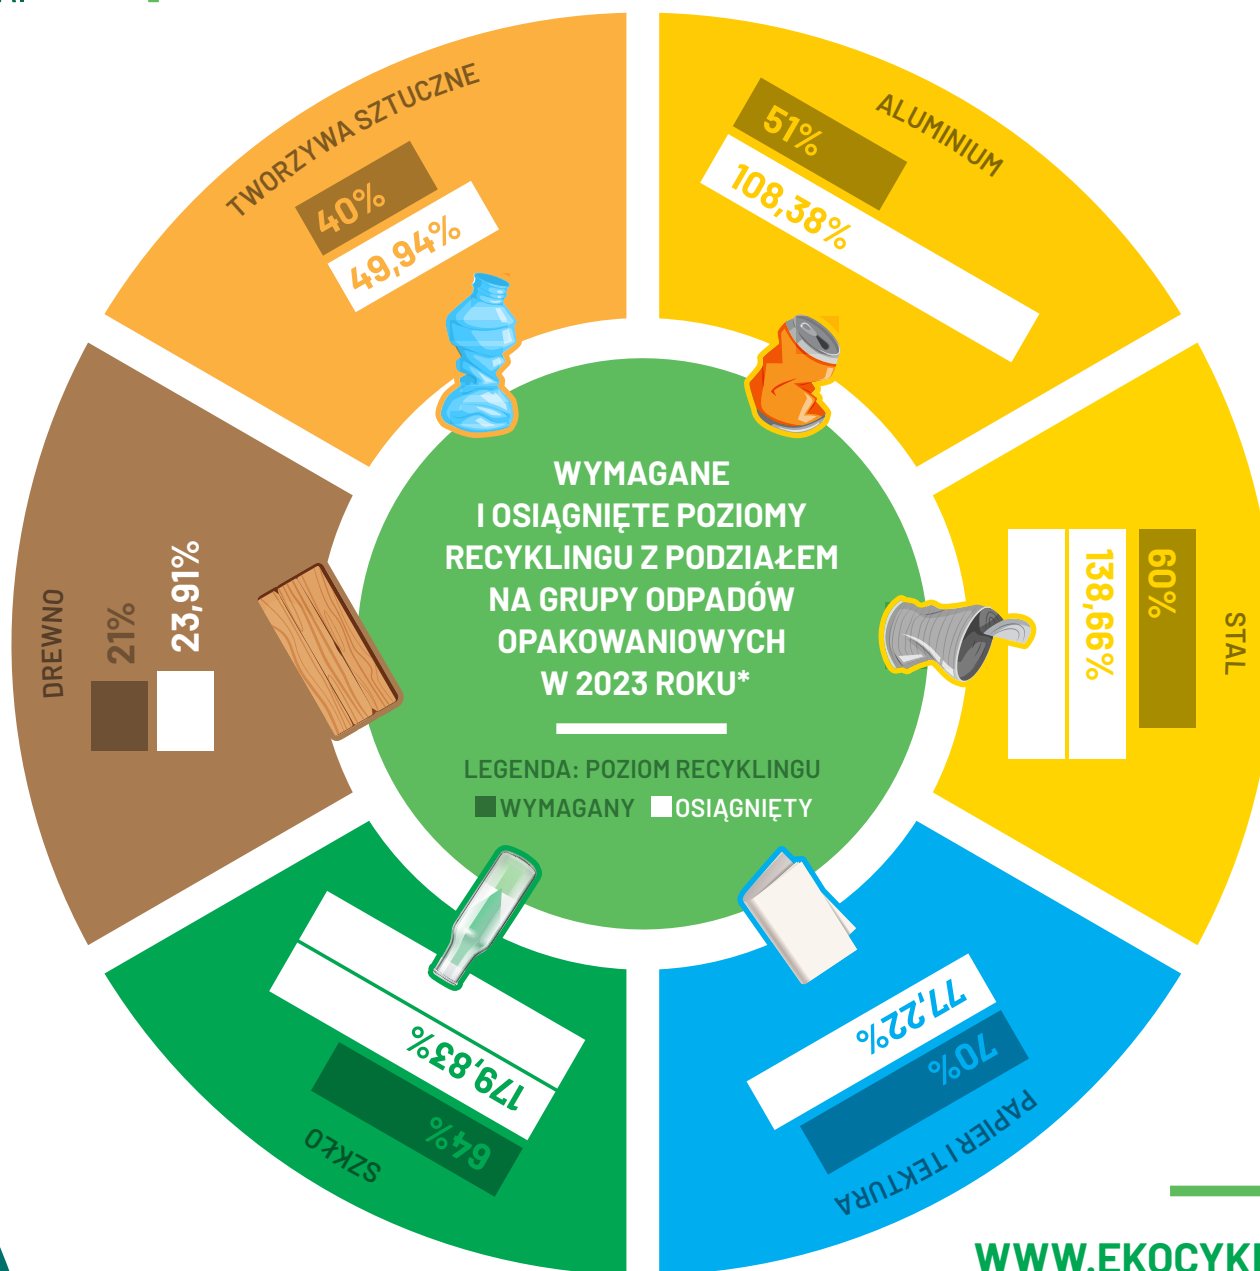 TWORZYWA SZTUCZNE
40%
49,94%
ALUMINIUM
51%
108,38%
DREWNO
21%
23,91%
WYMAGANE
I OSIĄGNIĘTE POZIOMY
RECYKLINGU Z PODZIAŁEM
NA GRUPY ODPADÓW
OPAKOWANIOWYCH
W 2023 ROKU*
LEGENDA: POZIOM RECYKLINGU
WYMAGANY OSIĄGNIĘTY
STAL
60%
138,66%
SZKŁO
64%
179,83%
PAPIER I TEKTURA
70%
77,22%
WWW.EKOCYK